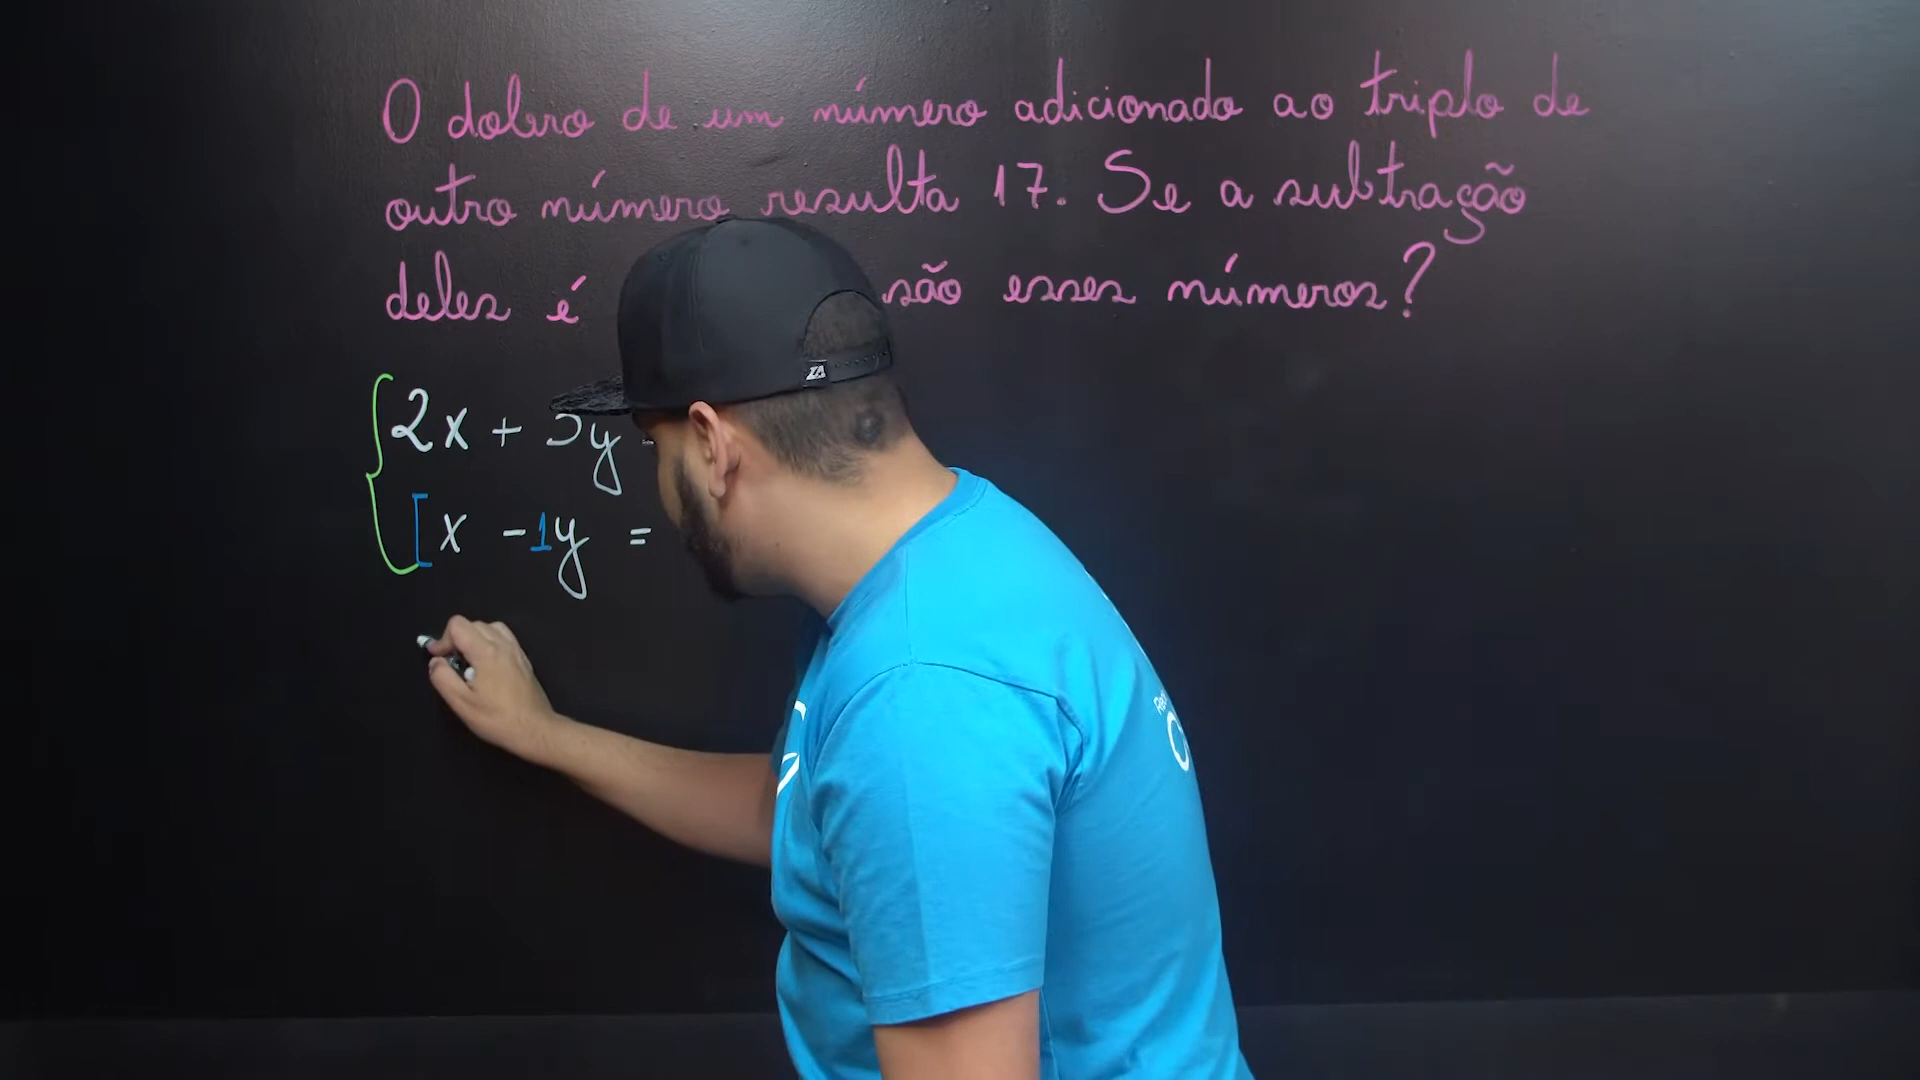 O dobro de um número adicionado ao triplo de
outro número resulta 17. Se a subtração
deles é são esses números?
2x + 3y
[x -1y =